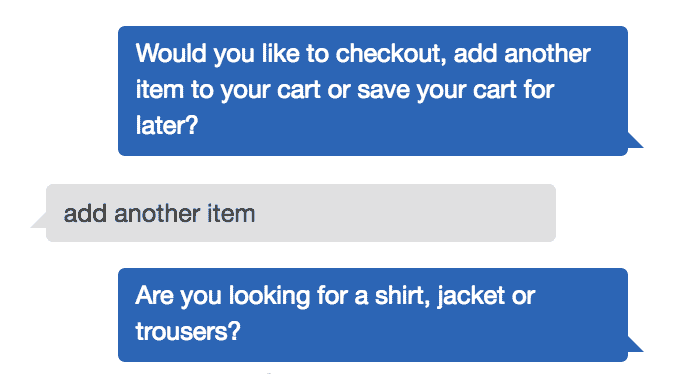 Would you like to checkout, add another
item to your cart or save your cart for
later?
add another item
Are you looking for a shirt, jacket or
trousers?